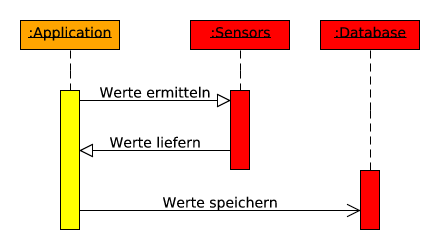 :Application
:Sensors
:Database
Werte ermitteln
Werte liefern
Werte speichern